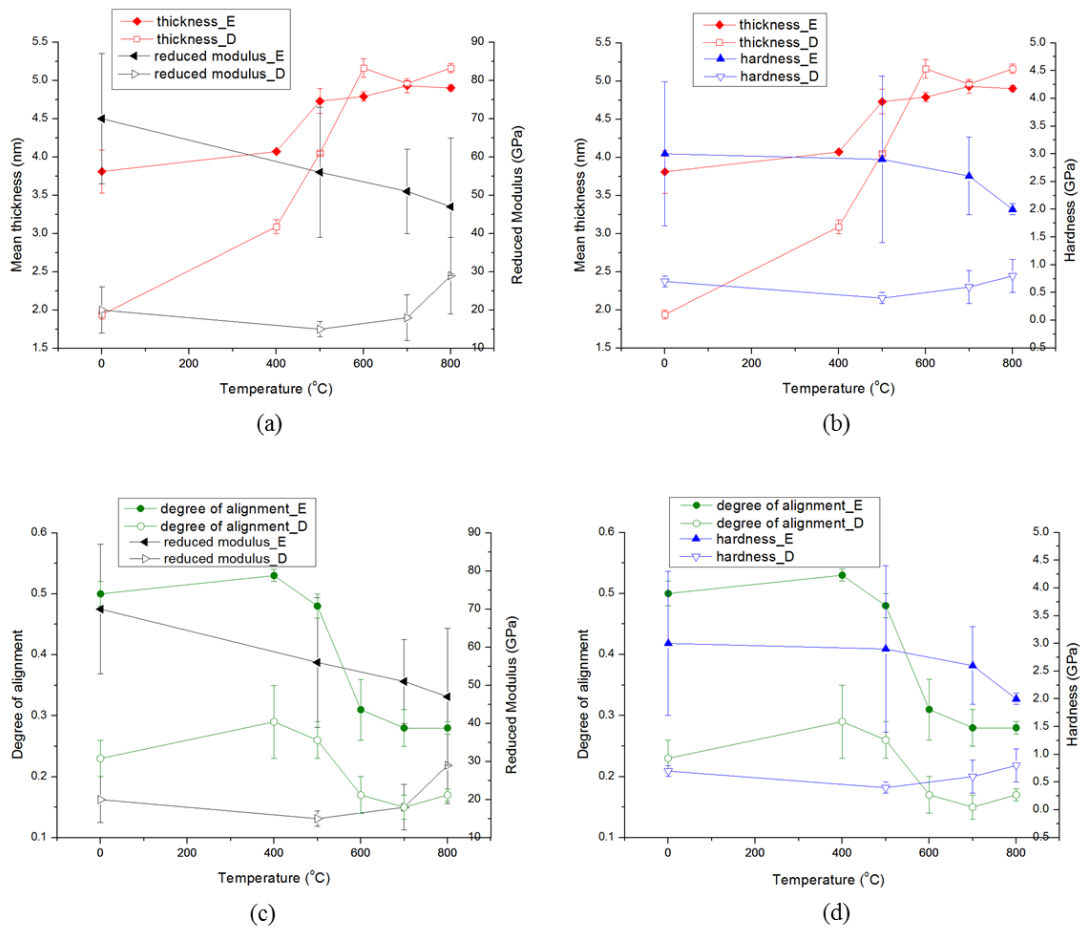 thickness_E
thickness_D
reduced modulus_E
reduced modulus_D
5.5
5.0
4.5
4.0
3.5
3.0
2.5
2.0
1.5
Mean thickness (nm)
90
80
70
60
50
40
30
20
10
Reduced Modulus (GPa)
0 200 400 600 800
Temperature (°C)
(a)
thickness_E
thickness_D
hardness_E
hardness_D
5.5
5.0
4.5
4.0
3.5
3.0
2.5
2.0
1.5
Mean thickness (nm)
5.0
4.5
4.0
3.5
3.0
2.5
2.0
1.5
1.0
0.5
0.0
0.5
Hardness (GPa)
0 200 400 600 800
Temperature (°C)
(b)
degree of alignment_E
degree of alignment_D
reduced modulus_E
reduced modulus_D
0.6
0.5
0.4
0.3
0.2
0.1
Degree of alignment
90
80
70
60
50
40
30
20
10
Reduced Modulus (GPa)
0 200 400 600 800
Temperature (°C)
(c)
degree of alignment_E
degree of alignment_D
hardness_E
hardness_D
0.6
0.5
0.4
0.3
0.2
0.1
Degree of alignment
5.0
4.5
4.0
3.5
3.0
2.5
2.0
1.5
1.0
0.5
0.0
0.5
Hardness (GPa)
0 200 400 600 800
Temperature (°C)
(d)